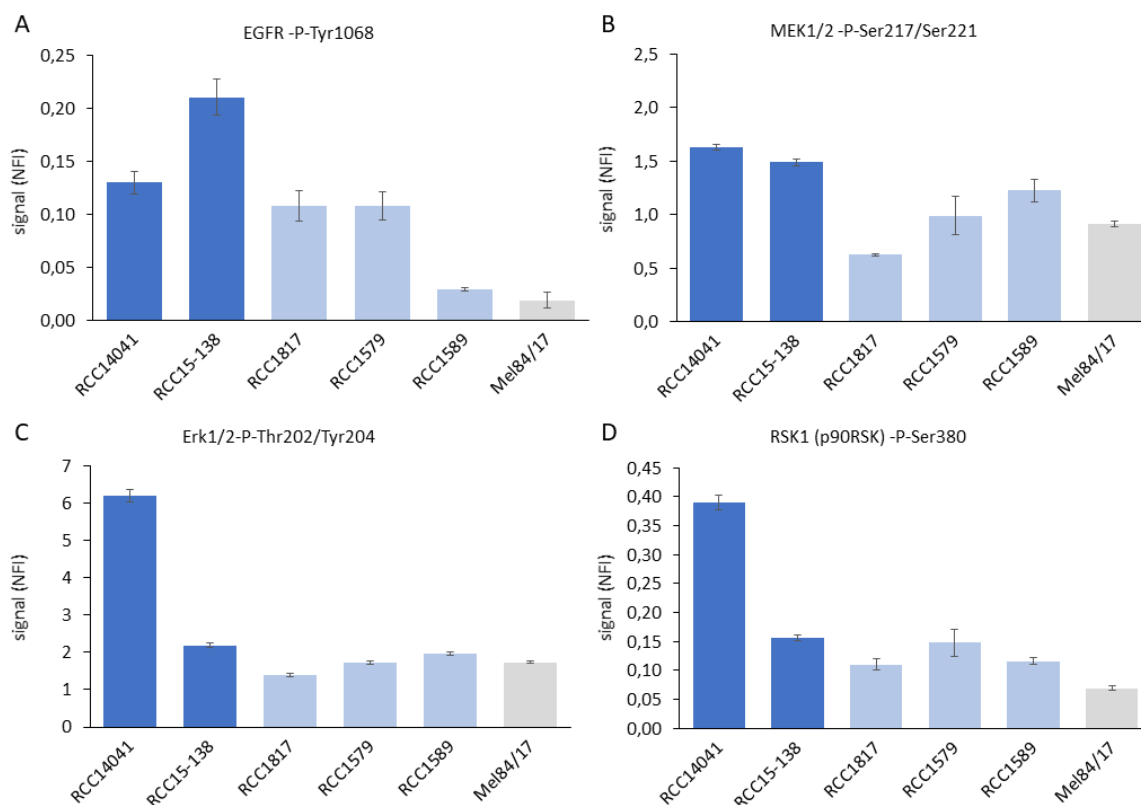 A
EGFR -P-Tyr1068
signal (NFI)
0,25
0,20
0,15
0,10
0,05
0,00
RCC14041
RCC15-138
RCC1817
RCC1579
RCC1589
Mel84/17
B
MEK1/2 -P-Ser217/Ser221
signal (NFI)
2,5
2,0
1,5
1,0
0,5
0,0
RCC14041
RCC15-138
RCC1817
RCC1579
RCC1589
Mel84/17
C
Erk1/2-P-Thr202/Tyr204
signal (NFI)
7
6
5
4
3
2
1
0
RCC14041
RCC15-138
RCC1817
RCC1579
RCC1589
Mel84/17
D
RSK1 (p90RSK) -P-Ser380
signal (NFI)
0,45
0,40
0,35
0,30
0,25
0,20
0,15
0,10
0,05
0,00
RCC14041
RCC15-138
RCC1817
RCC1579
RCC1589
Mel84/17